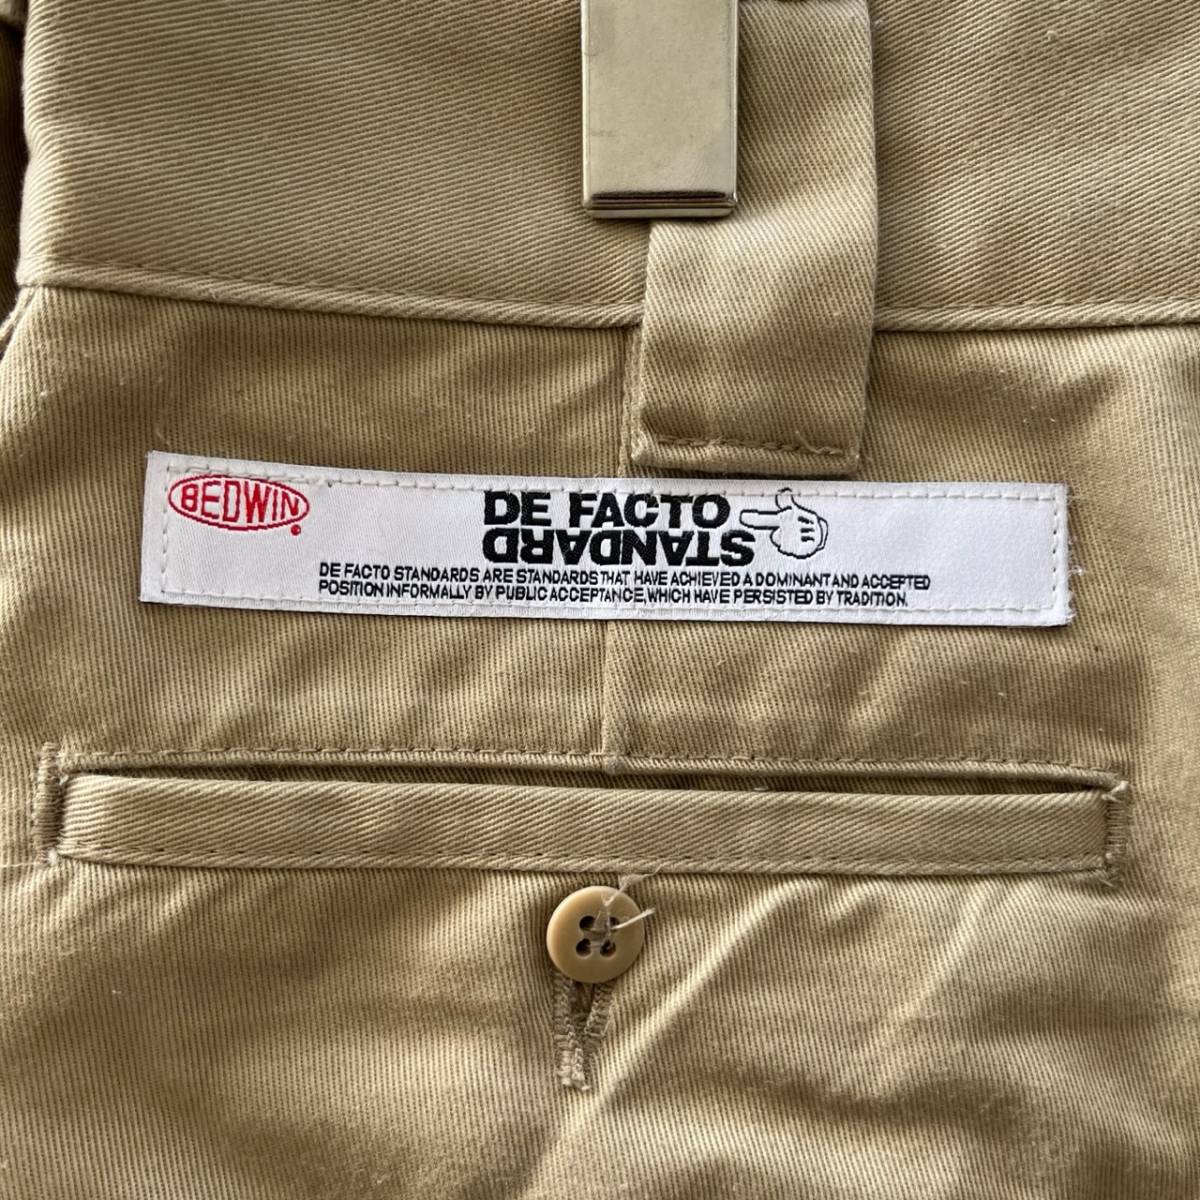 BEDWIN
DE FACTO
STANDARD
DE FACTO STANDARDS ARE STANDARDS THAT HAVE ACHIEVED A DOMINANT AND ACCEPTED
POSITION INFORMALLY BY PUBLIC ACCEPTANCE, WHICH HAVE PERSISTED BY TRADITION.